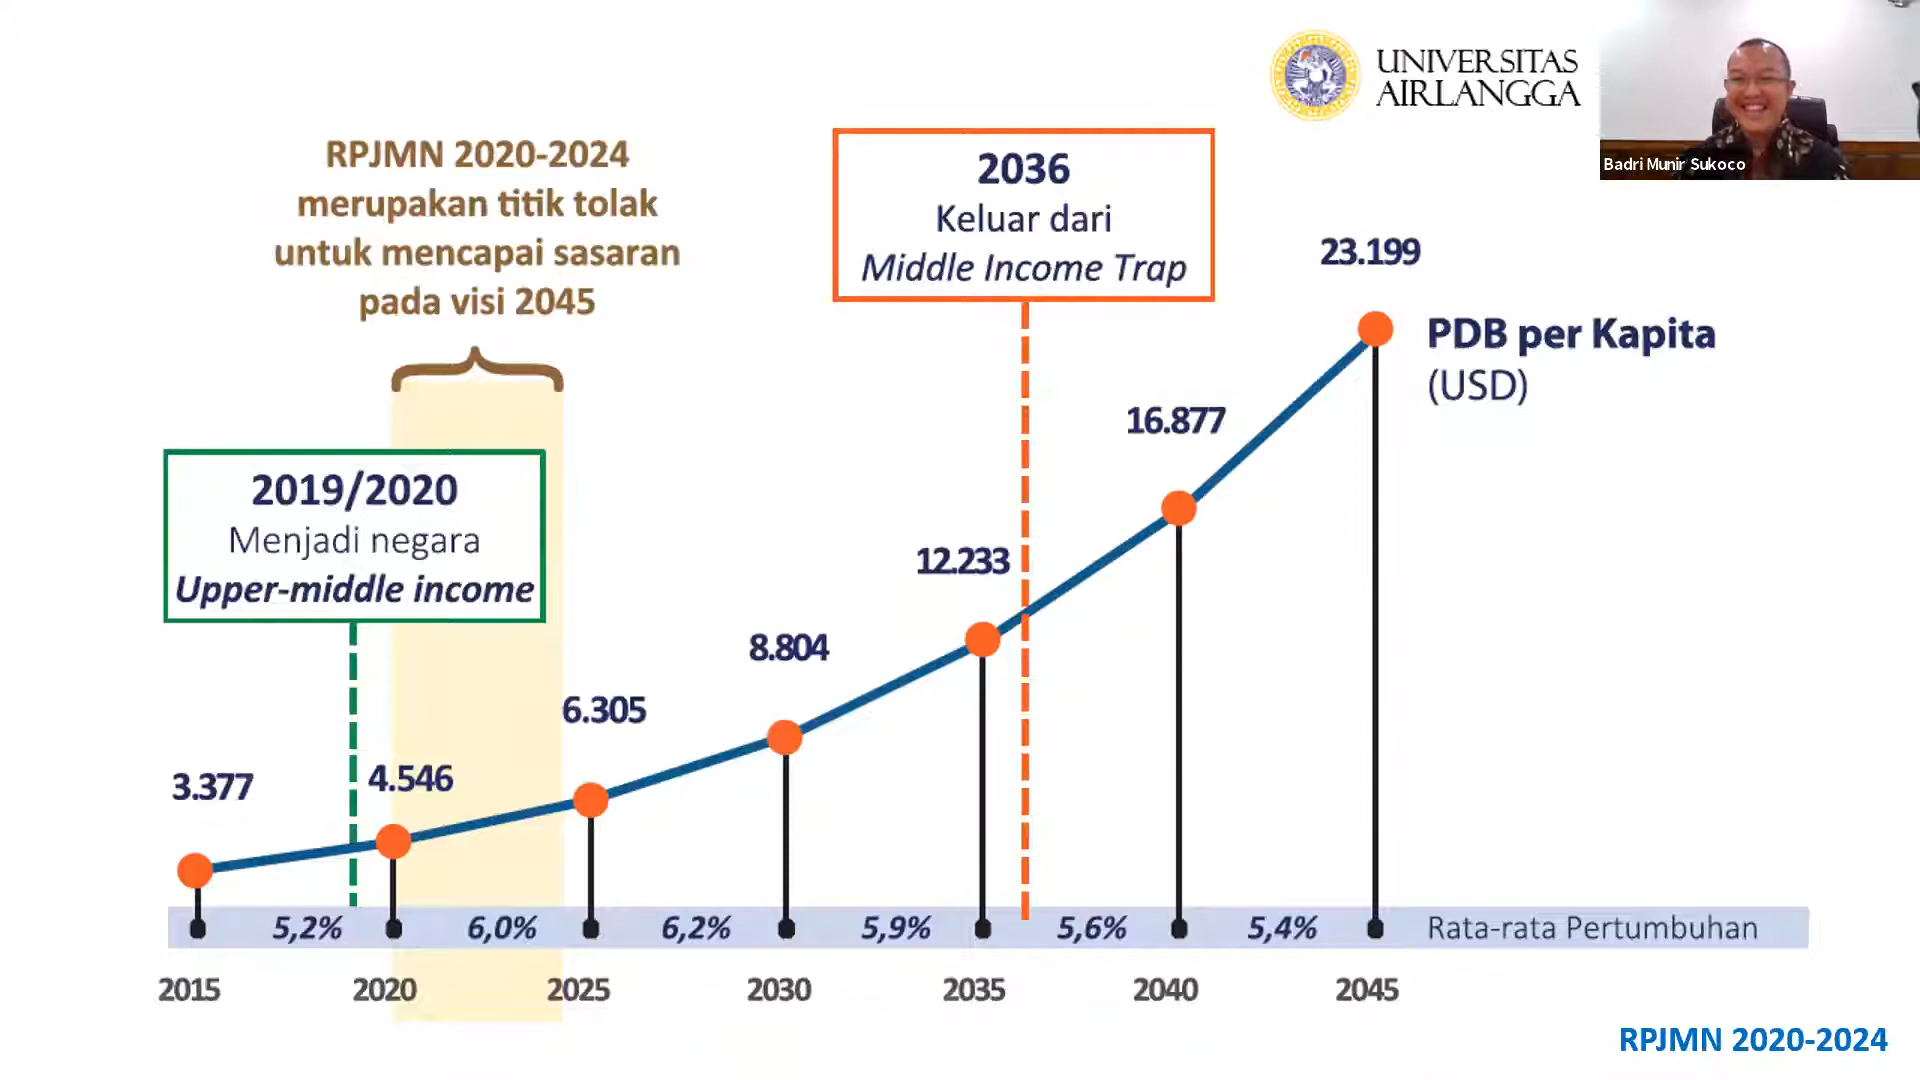 UNIVERSITAS
AIRLANGGA
Badri Munir Sukoco
RPJMN 2020-2024
merupakan titik tolak
untuk mencapai sasaran
pada visi 2045
2036
Keluar dari
Middle Income Trap
2019/2020
Menjadi negara
Upper-middle income
PDB per Kapita
(USD)
3.377
4.546
6.305
8.804
12.233
16.877
23.199
5,2% 6,0% 6,2% 5,9% 5,6% 5,4% Rata-rata Pertumbuhan
2015 2020 2025 2030 2035 2040 2045
RPJMN 2020-2024